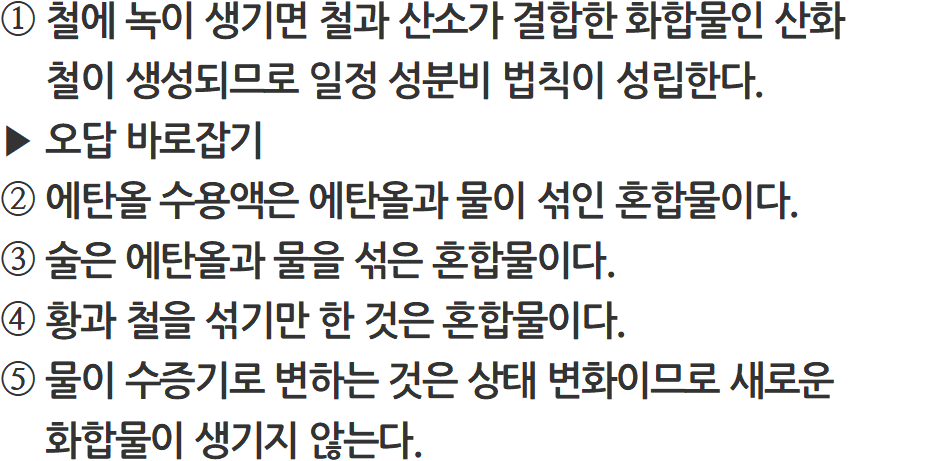 ① 철에 녹이 생기면 철과 산소가 결합한 화합물인 산화
철이 생성되므로 일정 성분비 법칙이 성립한다.
▶ 오답 바로잡기
② 에탄올 수용액은 에탄올과 물이 섞인 혼합물이다.
③ 술은 에탄올과 물을 섞은 혼합물이다.
④ 황과 철을 섞기만 한 것은 혼합물이다.
⑤ 물이 수증기로 변하는 것은 상태 변화이므로 새로운
화합물이 생기지 않는다.